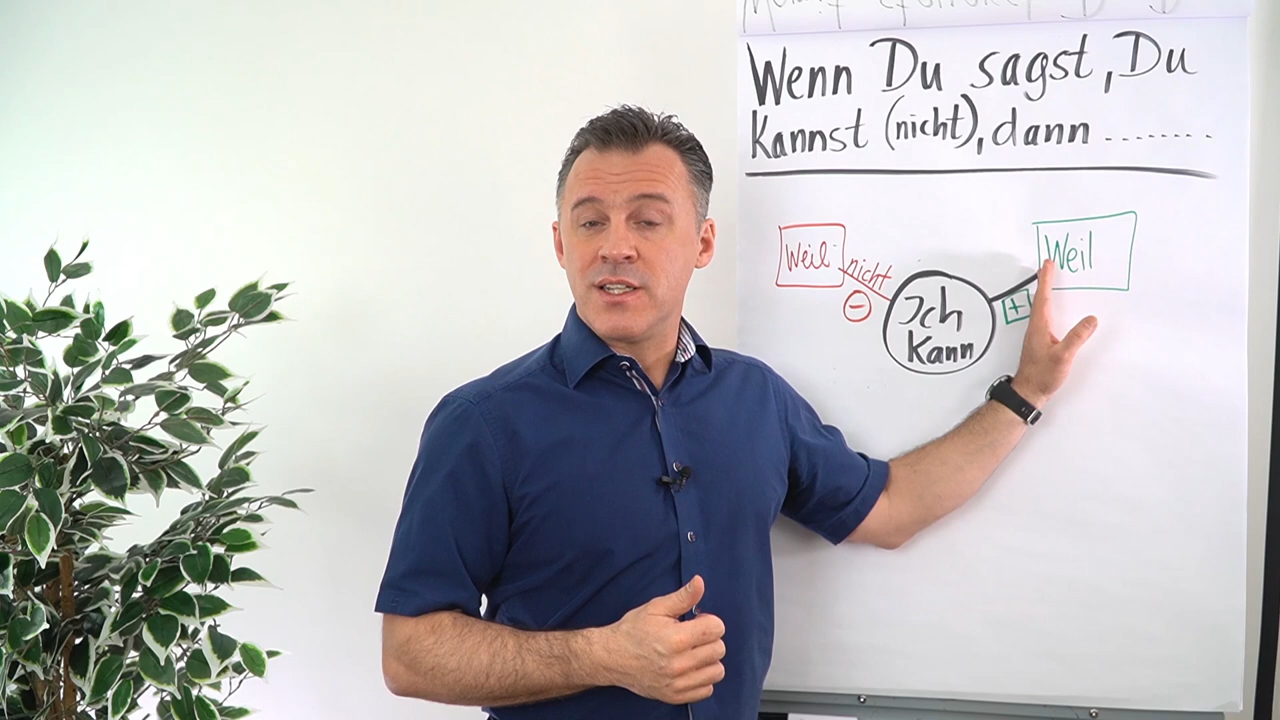 Wenn Du sagst, Du
kannst (nicht), dann ........
Weil
nicht
-
Ich
kann
+
Weil